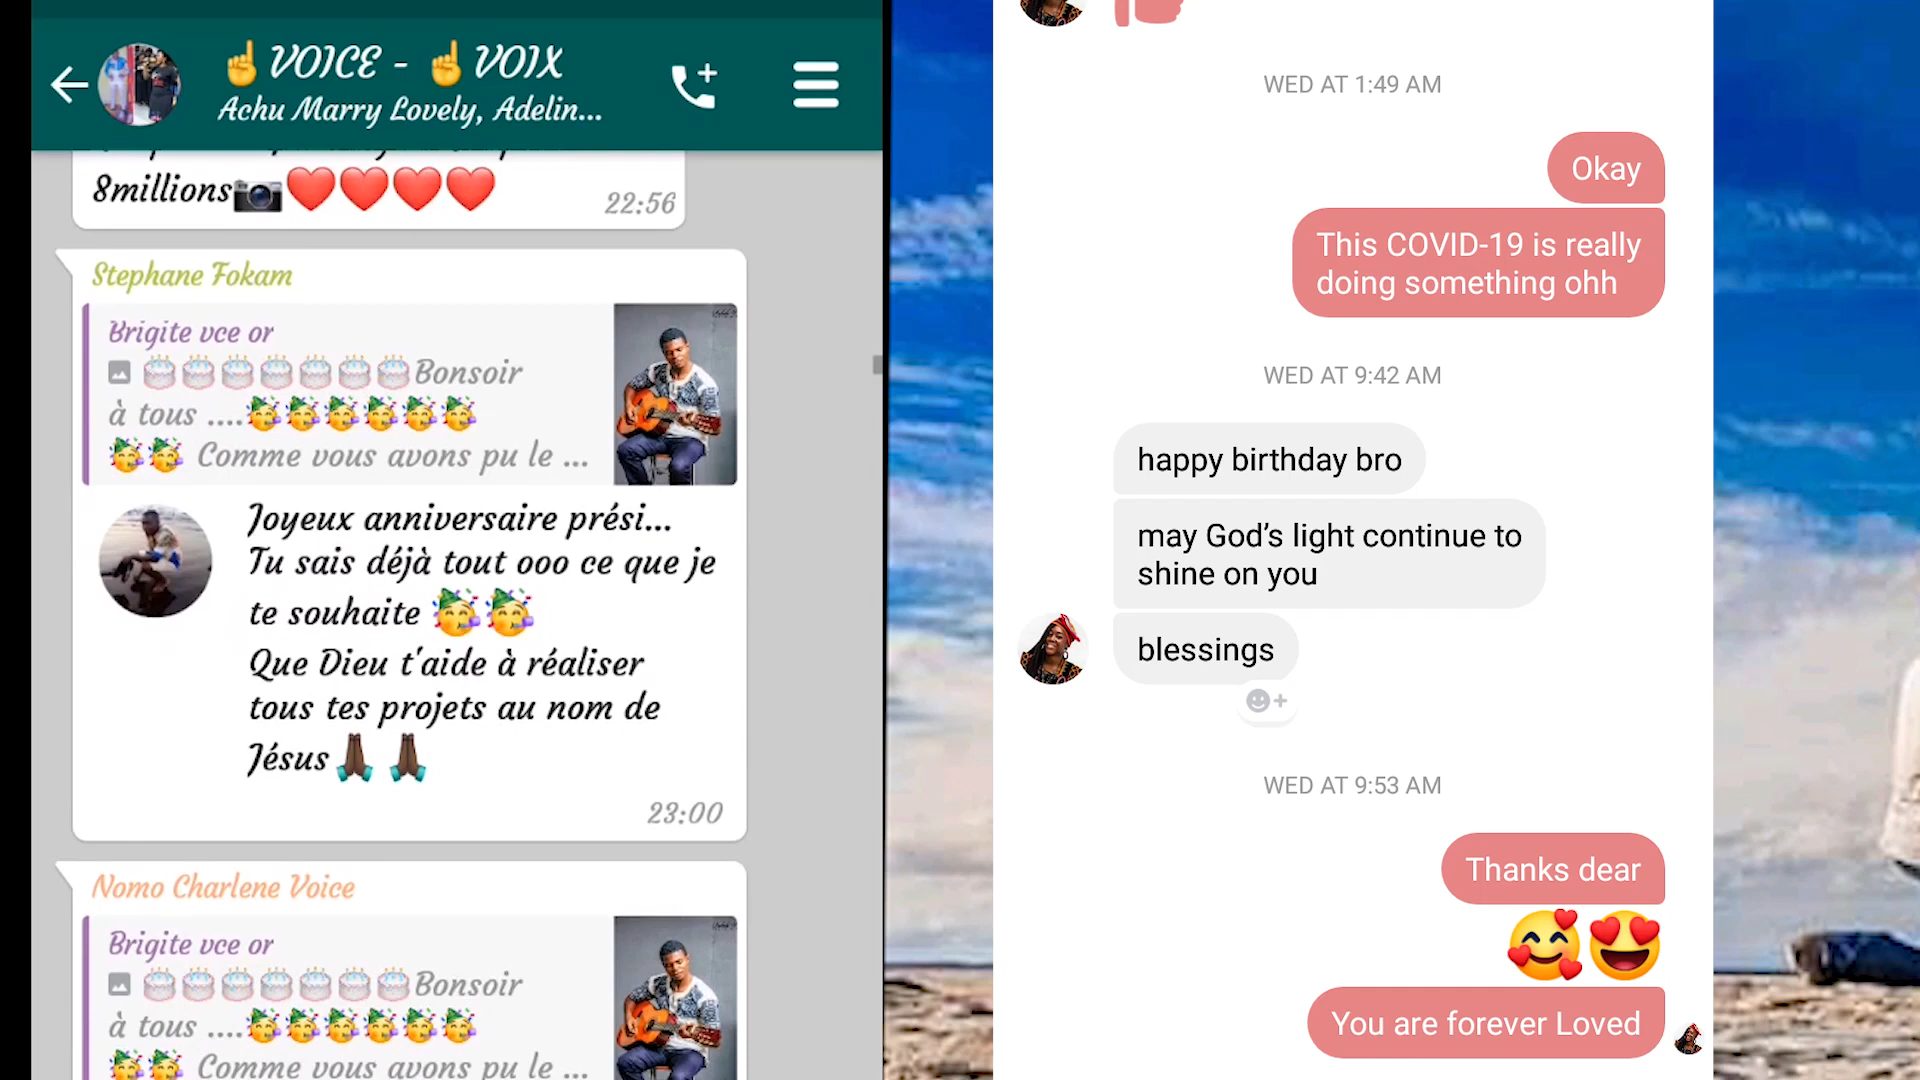 ☝VOICE - ☝VOIX
Achu Marry Lovely, Adelin...
8millions📷❤️❤️❤️❤️
22:56
Stephane Fokam
Brigite vce or
🎂🎂🎂🎂🎂🎂🎂Bonsoir
à tous ....🥳🥳🥳🥳🥳🥳
🥳🥳 Comme vous avons pu le ...
Joyeux anniversaire prési...
Tu sais déjà tout ooo ce que je
te souhaite 🥳🥳
Que Dieu t'aide à réaliser
tous tes projets au nom de
Jésus🙏🏿 🙏🏿
23:00
Nomo Charlene Voice
Brigite vce or
🎂🎂🎂🎂🎂🎂🎂Bonsoir
à tous ....🥳🥳🥳🥳🥳🥳
🥳🥳 Comme vous avons pu le ...
WED AT 1:49 AM
Okay
This COVID-19 is really
doing something ohh
WED AT 9:42 AM
happy birthday bro
may God’s light continue to
shine on you
blessings
WED AT 9:53 AM
Thanks dear
🥰😍
You are forever Loved